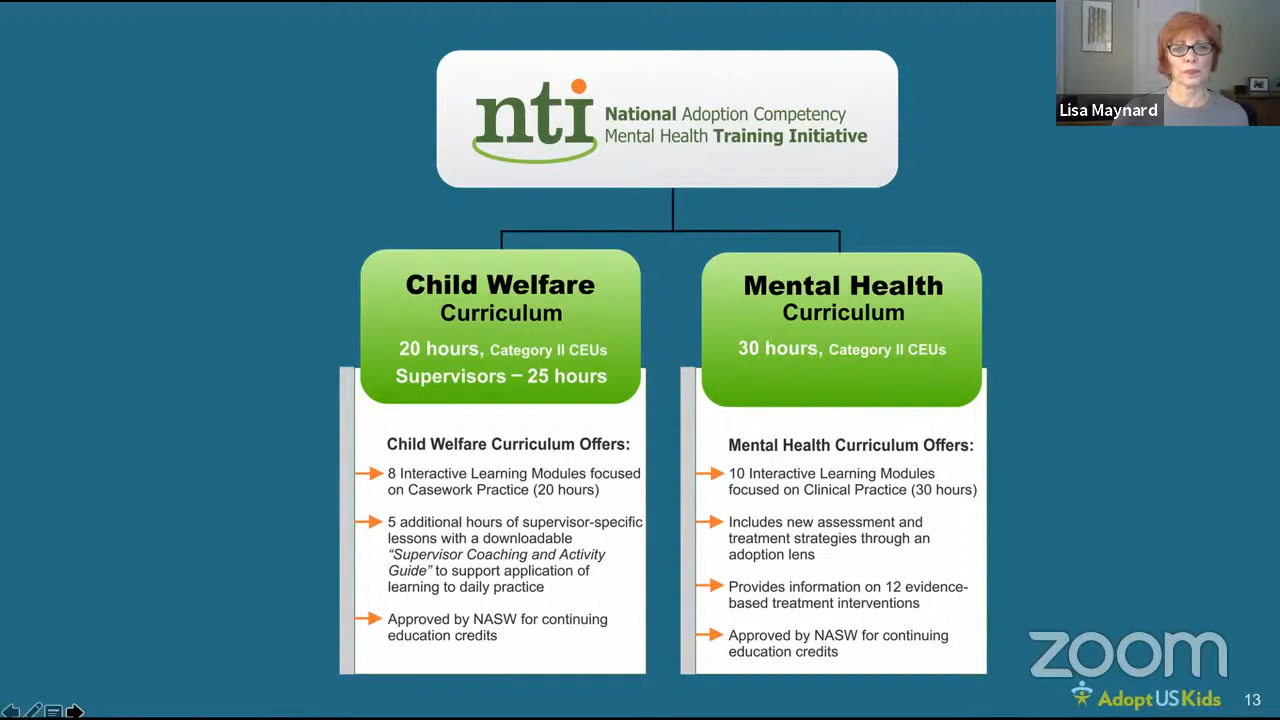 nti
National Adoption Competency
Mental Health Training Initiative
Lisa Maynard
Child Welfare
Curriculum
20 hours, Category II CEUs
Supervisors – 25 hours
Child Welfare Curriculum Offers:
8 Interactive Learning Modules focused
on Casework Practice (20 hours)
5 additional hours of supervisor-specific
lessons with a downloadable
“Supervisor Coaching and Activity
Guide” to support application of
learning to daily practice
Approved by NASW for continuing
education credits
Mental Health
Curriculum
30 hours, Category II CEUs
Mental Health Curriculum Offers:
10 Interactive Learning Modules
focused on Clinical Practice (30 hours)
Includes new assessment and
treatment strategies through an
adoption lens
Provides information on 12 evidence-
based treatment interventions
Approved by NASW for continuing
education credits
zoom
AdoptUSKids
13